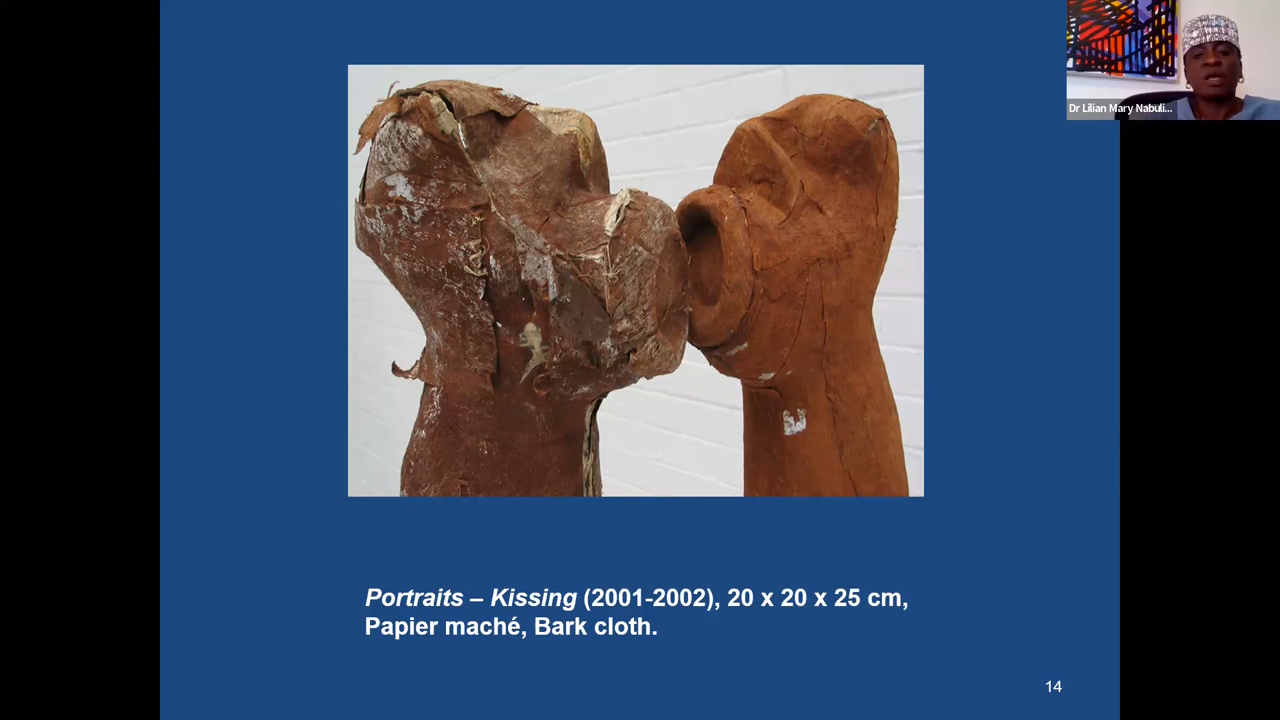 Dr Lilian Mary Nabuli...
Portraits – Kissing (2001-2002), 20 x 20 x 25 cm,
Papier maché, Bark cloth.
14